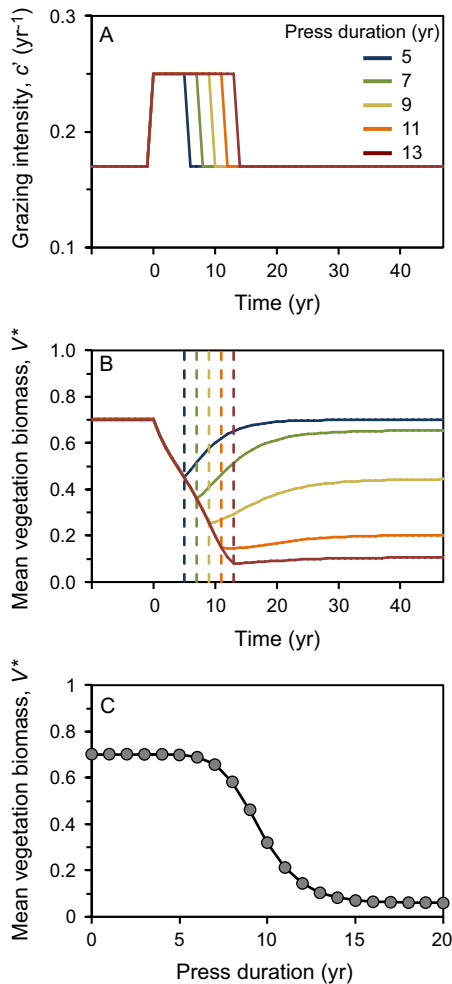 A
Press duration (yr)
5
7
9
11
13
0.3
0.2
0.1
Grazing intensity, c' (yr-1)
0 10 20 30 40
Time (yr)
B
1.0
0.8
0.6
0.4
0.2
0.0
Mean vegetation biomass, V*
0 10 20 30 40
Time (yr)
C
1
0.8
0.6
0.4
0.2
0
Mean vegetation biomass, V*
0 5 10 15 20
Press duration (yr)